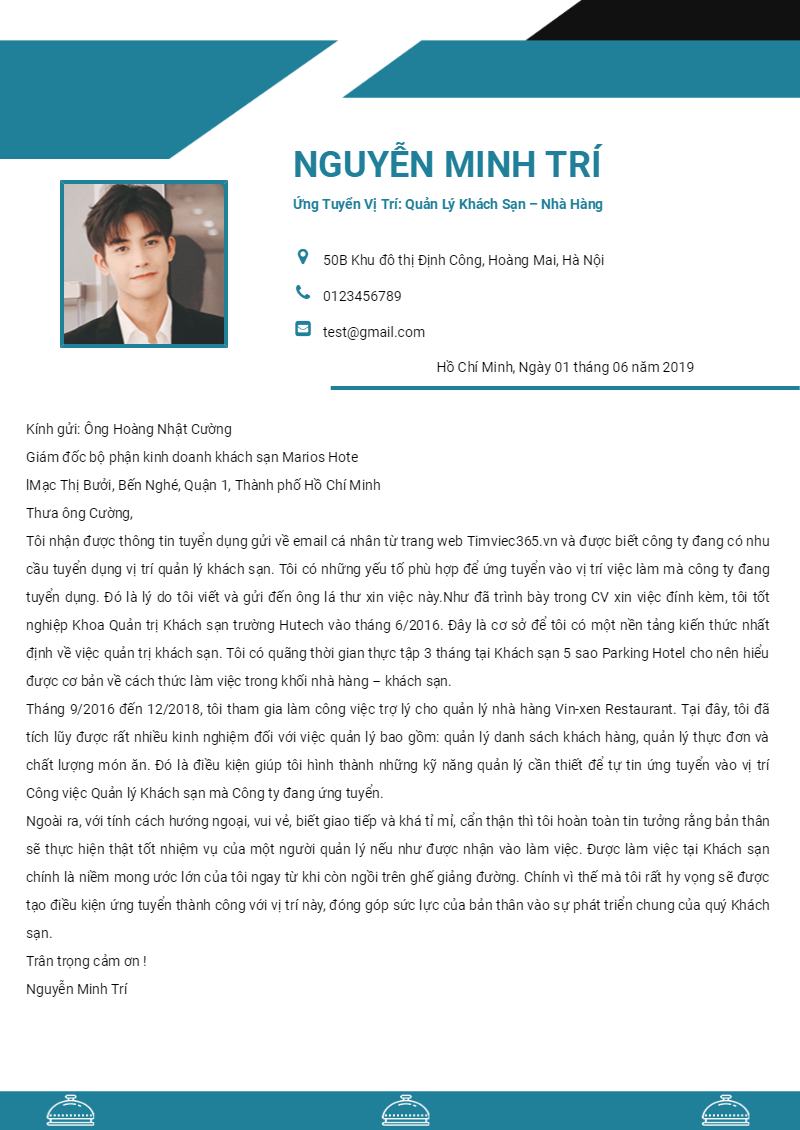 NGUYỄN MINH TRÍ
Ứng Tuyển Vị Trí: Quản Lý Khách Sạn – Nhà Hàng
50B Khu đô thị Định Công, Hoàng Mai, Hà Nội
0123456789
test@gmail.com
Hồ Chí Minh, Ngày 01 tháng 06 năm 2019
Kính gửi: Ông Hoàng Nhật Cường
Giám đốc bộ phận kinh doanh khách sạn Marios Hote
lMạc Thị Bưởi, Bến Nghé, Quận 1, Thành phố Hồ Chí Minh
Thưa ông Cường,
Tôi nhận được thông tin tuyển dụng gửi về email cá nhân từ trang web Timviec365.vn và được biết công ty đang có nhu
cầu tuyển dụng vị trí quản lý khách sạn. Tôi có những yếu tố phù hợp để ứng tuyển vào vị trí việc làm mà công ty đang
tuyển dụng. Đó là lý do tôi viết và gửi đến ông lá thư xin việc này.Như đã trình bày trong CV xin việc đính kèm, tôi tốt
nghiệp Khoa Quản trị Khách sạn trường Hutech vào tháng 6/2016. Đây là cơ sở để tôi có một nền tảng kiến thức nhất
định về việc quản trị khách sạn. Tôi có quãng thời gian thực tập 3 tháng tại Khách sạn 5 sao Parking Hotel cho nên hiểu
được cơ bản về cách thức làm việc trong khối nhà hàng – khách sạn.
Tháng 9/2016 đến 12/2018, tôi tham gia làm công việc trợ lý cho quản lý nhà hàng Vin-xen Restaurant. Tại đây, tôi đã
tích lũy được rất nhiều kinh nghiệm đối với việc quản lý bao gồm: quản lý danh sách khách hàng, quản lý thực đơn và
chất lượng món ăn. Đó là điều kiện giúp tôi hình thành những kỹ năng quản lý cần thiết để tự tin ứng tuyển vào vị trí
Công việc Quản lý Khách sạn mà Công ty đang ứng tuyển.
Ngoài ra, với tính cách hướng ngoại, vui vẻ, biết giao tiếp và khá tỉ mỉ, cẩn thận thì tôi hoàn toàn tin tưởng rằng bản thân
sẽ thực hiện thật tốt nhiệm vụ của một người quản lý nếu như được nhận vào làm việc. Được làm việc tại Khách sạn
chính là niềm mong ước lớn của tôi ngay từ khi còn ngồi trên ghế giảng đường. Chính vì thế mà tôi rất hy vọng sẽ được
tạo điều kiện ứng tuyển thành công với vị trí này, đóng góp sức lực của bản thân vào sự phát triển chung của quý Khách
sạn.
Trân trọng cảm ơn !
Nguyễn Minh Trí